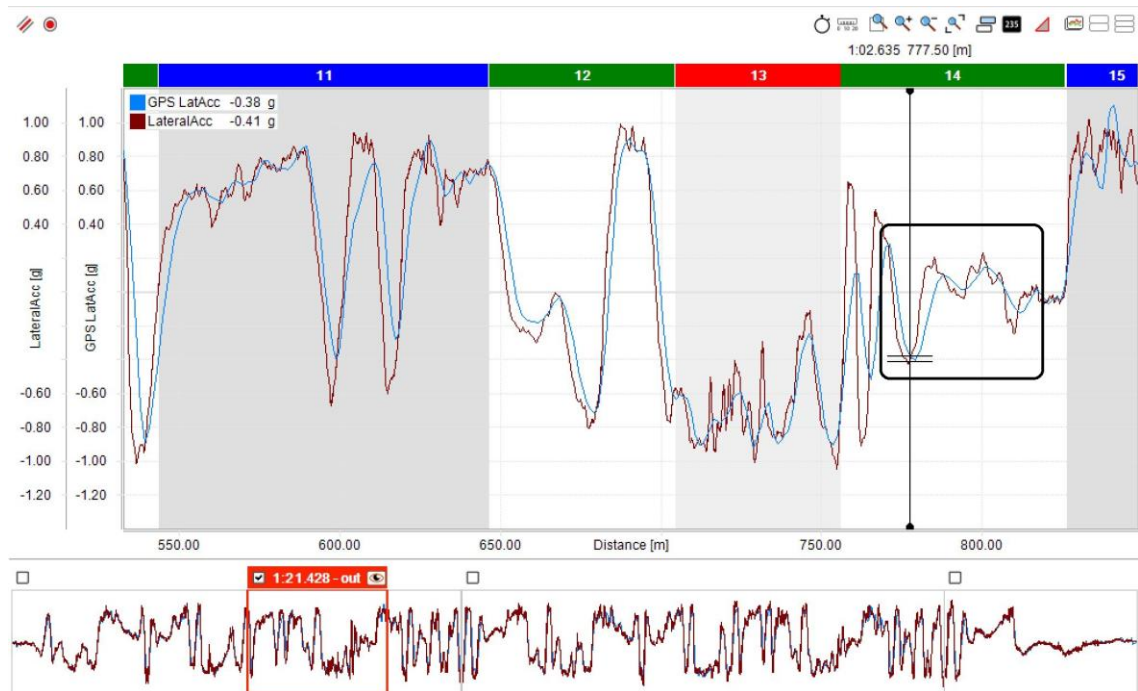 1:02.635 777.50 [m]
11 12 13 14 15
GPS LatAcc -0.38 g
LateralAcc -0.41 g
1.00 1.00
0.80 0.80
0.60 0.60
0.40 0.40
LateralAcc [g]
GPS LatAcc [g]
-0.60 -0.60
-0.80 -0.80
-1.00 -1.00
-1.20 -1.20
550.00 600.00 650.00 Distance [m] 750.00 800.00
1:21.428 - out